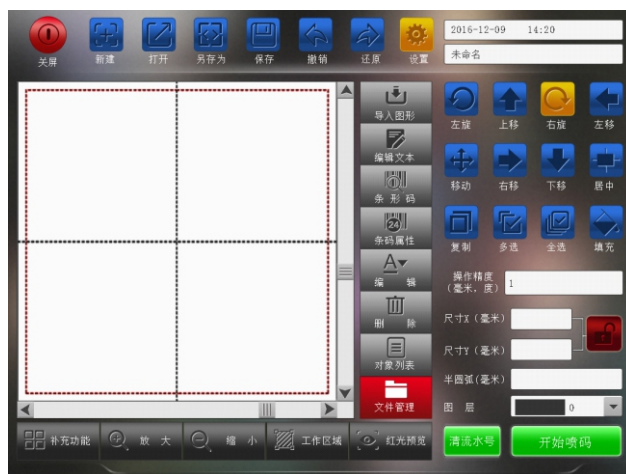 2016-12-09 14:20
未命名
关屏
新建
打开
另存为
保存
撤销
还原
设置
导入图形
编辑文本
条形码
条码属性
24
A
编辑
删除
对象列表
文件管理
左旋
上移
右旋
左移
移动
右移
下移
居中
复制
多选
全选
填充
操作精度
(毫米，度)
1
尺寸X(毫米)
尺寸Y(毫米)
半圆弧(毫米)
图层
0
补充功能
放大
缩小
工作区域
红光预览
清流水号
开始喷码